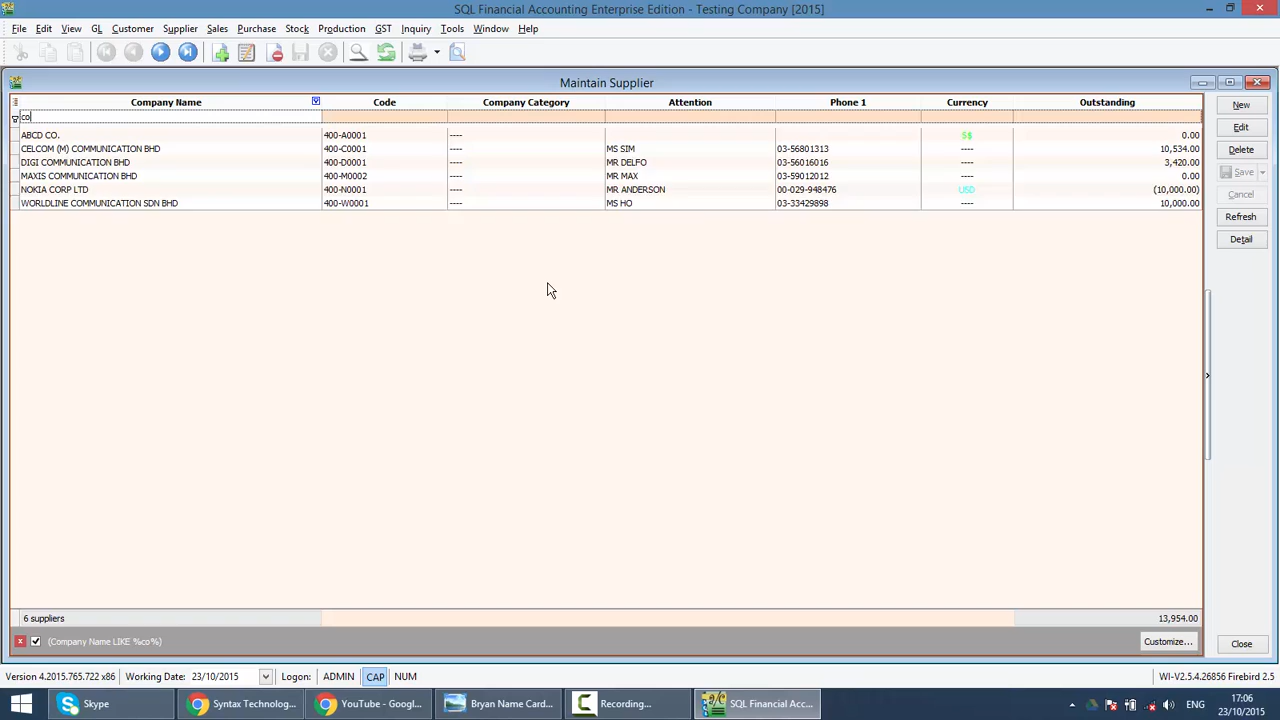 SQL Financial Accounting Enterprise Edition - Testing Company [2015]
File Edit View GL Customer Supplier Sales Purchase Stock Production GST Inquiry Tools Window Help
Maintain Supplier
Company Name Code Company Category Attention Phone 1 Currency Outstanding
co
ABCD CO. 400-A0001 ---- S$ 0.00
CELCOM (M) COMMUNICATION BHD 400-C0001 ---- MS SIM 03-56801313 ---- 10,534.00
DIGI COMMUNICATION BHD 400-D0001 ---- MR DELFO 03-56016016 ---- 3,420.00
MAXIS COMMUNICATION BHD 400-M0002 ---- MR MAX 03-59012012 ---- 0.00
NOKIA CORP LTD 400-N0001 ---- MR ANDERSON 00-029-948476 USD (10,000.00)
WORLDLINE COMMUNICATION SDN BHD 400-W0001 ---- MS HO 03-33429898 ---- 10,000.00
New
Edit
Delete
Save
Cancel
Refresh
Detail
6 suppliers 13,954.00
(Company Name LIKE %co%) Customize...
Close
Version 4.2015.765.722 x86 Working Date: 23/10/2015 Logon: ADMIN CAP NUM WI-V2.5.4.26856 Firebird 2.5
Skype Syntax Technolog... YouTube - Googl... Bryan Name Card... Recording... SQL Financial Acc... ENG 17:06
23/10/2015